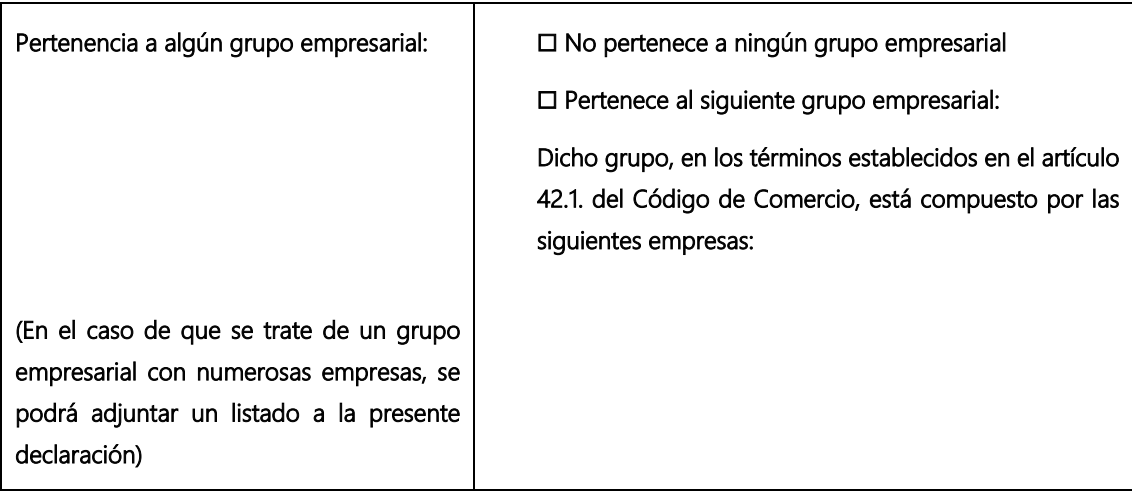 Pertenencia a algún grupo empresarial:
(En el caso de que se trate de un grupo
empresarial con numerosas empresas, se
podrá adjuntar un listado a la presente
declaración)
☐ No pertenece a ningún grupo empresarial
☐ Pertenece al siguiente grupo empresarial:
Dicho grupo, en los términos establecidos en el artículo
42.1. del Código de Comercio, está compuesto por las
siguientes empresas: